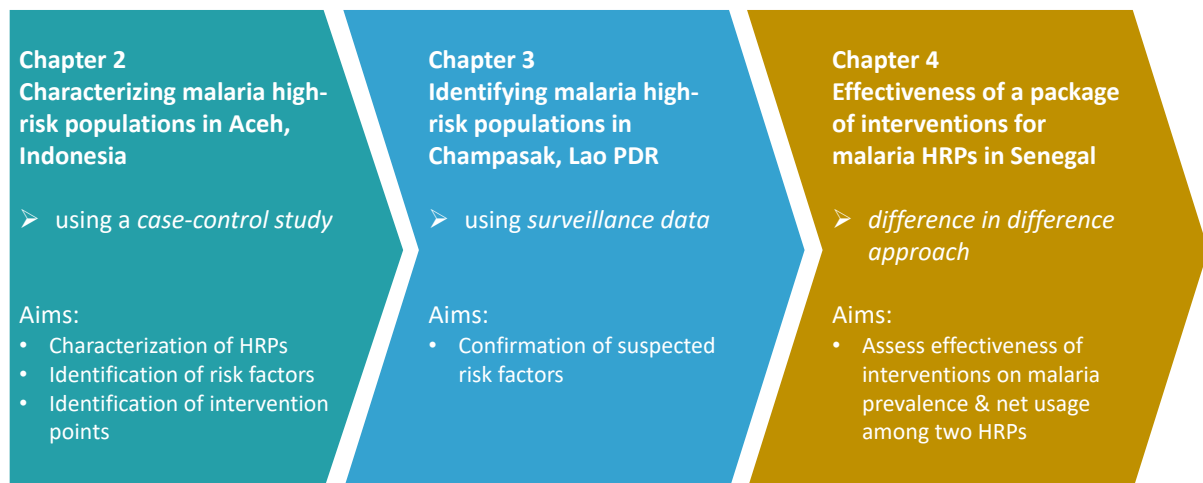 Chapter 2
Characterizing malaria high-
risk populations in Aceh,
Indonesia
➢ using a case-control study
Aims:
• Characterization of HRPs
• Identification of risk factors
• Identification of intervention
points
Chapter 3
Identifying malaria high-
risk populations in
Champasak, Lao PDR
➢ using surveillance data
Aims:
• Confirmation of suspected
risk factors
Chapter 4
Effectiveness of a package
of interventions for
malaria HRPs in Senegal
➢ difference in difference
approach
Aims:
• Assess effectiveness of
interventions on malaria
prevalence & net usage
among two HRPs